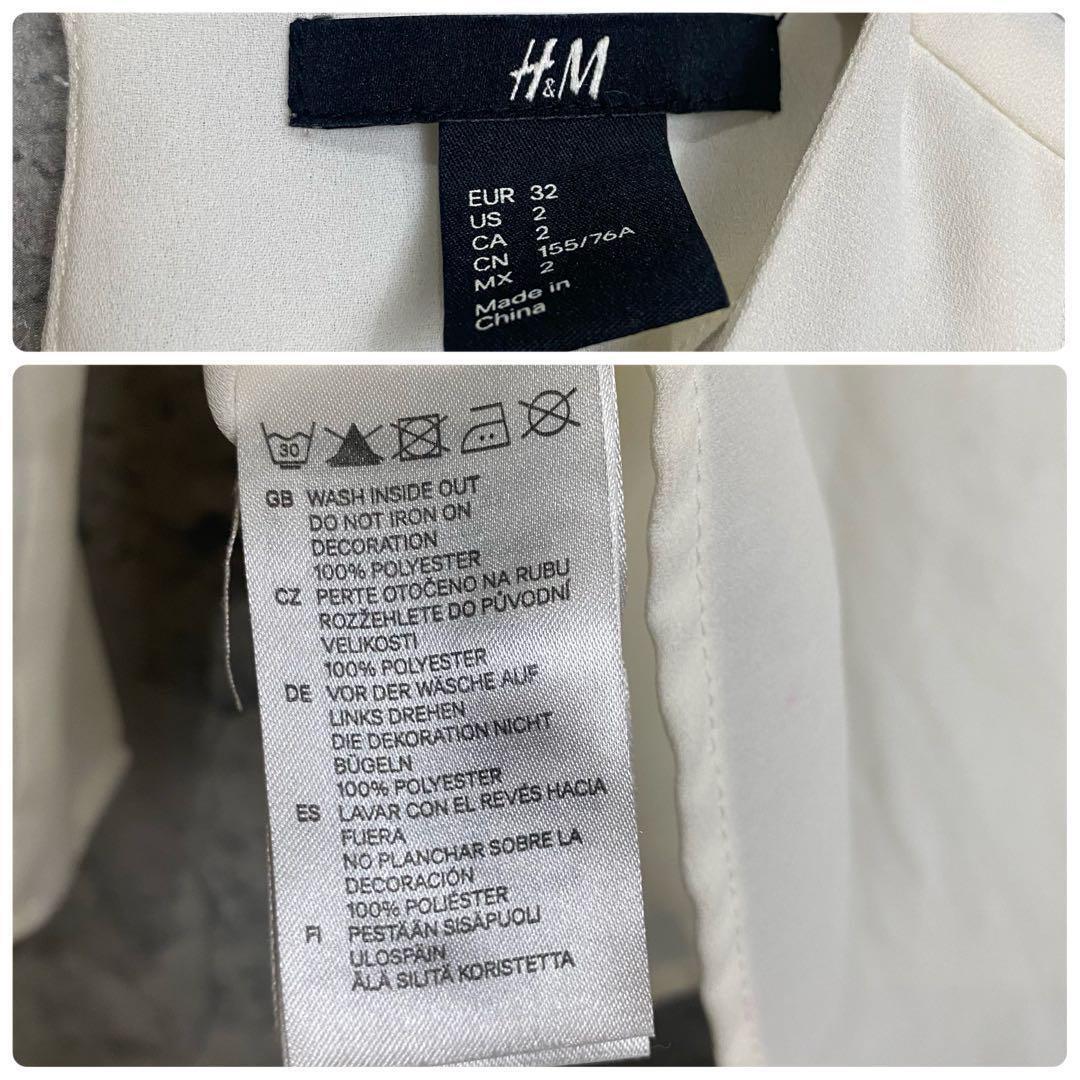 H&M
EUR 32
US 2
CA 2
CN 155/76A
MX 2
Made in
China
30
GB WASH INSIDE OUT
DO NOT IRON ON
DECORATION
100% POLYESTER
CZ PERTE OTOČENO NA RUBU
ROZŽEHLETE DO PŮVODNÍ
VELIKOSTI
100% POLYESTER
DE VOR DER WÄSCHE AUF
LINKS DREHEN
DIE DEKORATION NICHT
BÜGELN
100% POLYESTER
ES LAVAR CON EL REVÉS HACIA
FUERA
NO PLANCHAR SOBRE LA
DECORACIÓN
100% POLIÉSTER
FI PESTÄÄN SISÄPUOLI
ULOSPÄIN
ÄLÄ SILITÄ KORISTETTA